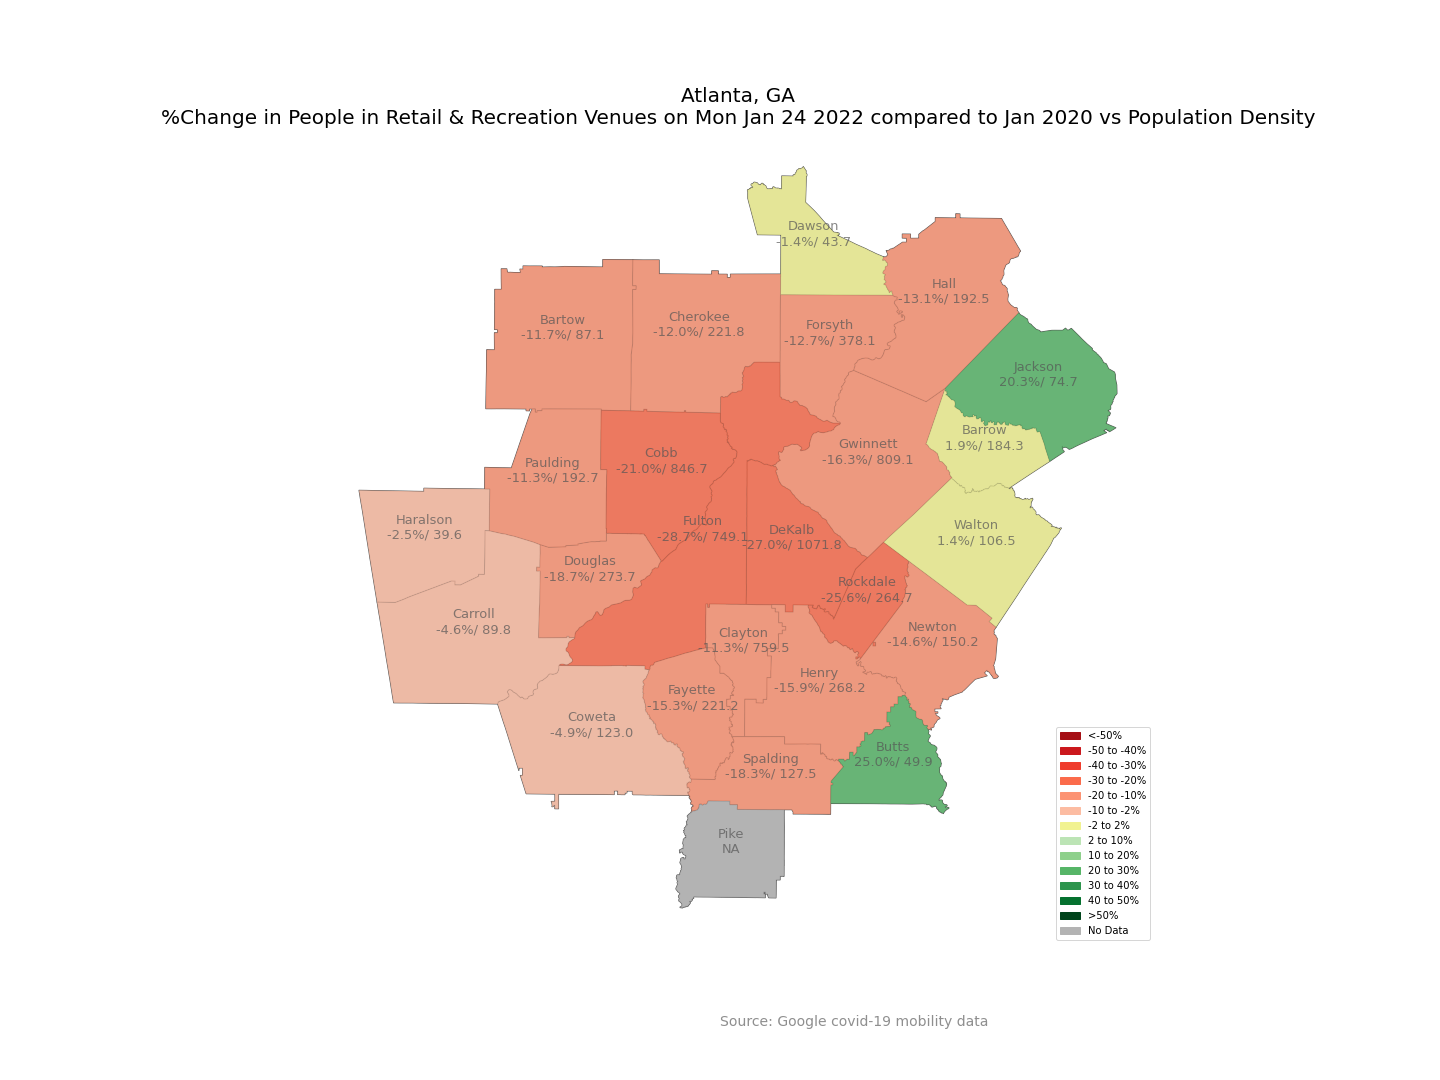 Atlanta, GA
%Change in People in Retail & Recreation Venues on Mon Jan 24 2022 compared to Jan 2020 vs Population Density
Dawson
-1.4%/ 43.7
Hall
-13.1%/ 192.5
Bartow
-11.7%/ 87.1
Cherokee
-12.0%/ 221.8
Forsyth
-12.7%/ 378.1
Jackson
20.3%/ 74.7
Barrow
1.9%/ 184.3
Gwinnett
-16.3%/ 809.1
Cobb
-21.0%/ 846.7
Paulding
-11.3%/ 192.7
Haralson
-2.5%/ 39.6
Fulton
-28.7%/ 749.1
DeKalb
-27.0%/ 1071.8
Walton
1.4%/ 106.5
Douglas
-18.7%/ 273.7
Rockdale
-25.6%/ 264.7
Carroll
-4.6%/ 89.8
Clayton
-11.3%/ 759.5
Newton
-14.6%/ 150.2
Henry
-15.9%/ 268.2
Fayette
-15.3%/ 221.2
Coweta
-4.9%/ 123.0
Spalding
-18.3%/ 127.5
Butts
25.0%/ 49.9
Pike
NA
<-50%
-50 to -40%
-40 to -30%
-30 to -20%
-20 to -10%
-10 to -2%
-2 to 2%
2 to 10%
10 to 20%
20 to 30%
30 to 40%
40 to 50%
>50%
No Data
Source: Google covid-19 mobility data